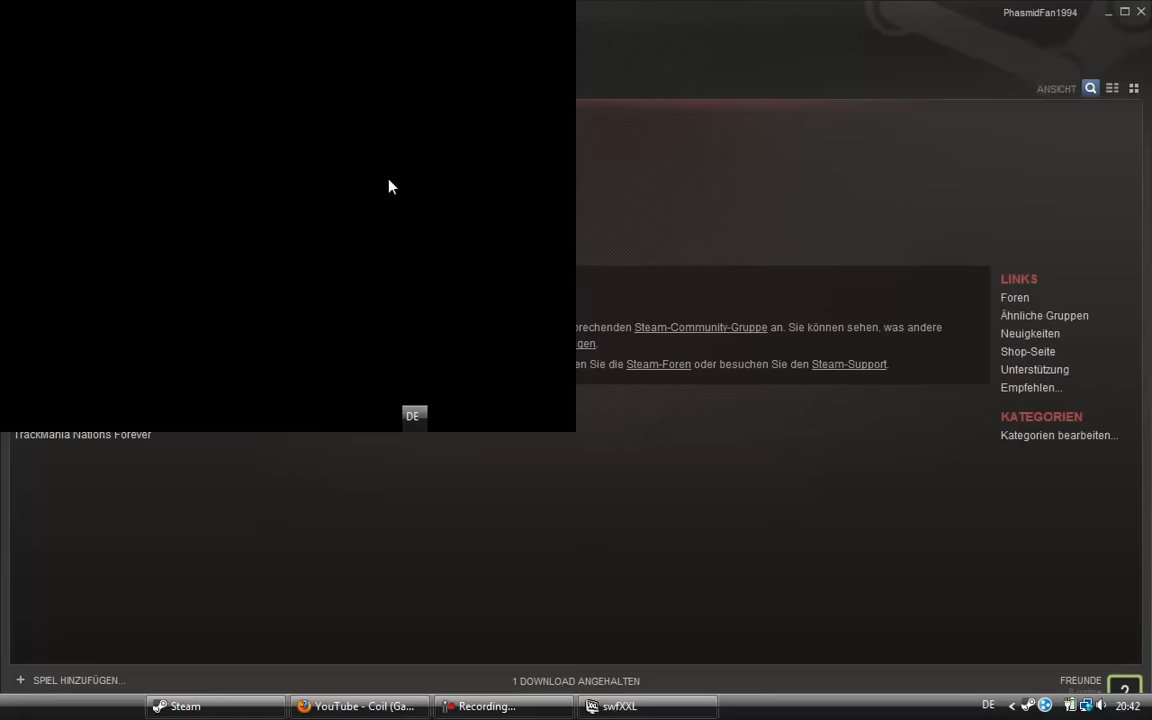 PhasmidFan1994
ANSICHT
LINKS
Foren
Ähnliche Gruppen
Neuigkeiten
Shop-Seite
Unterstützung
Empfehlen...
KATEGORIEN
Kategorien bearbeiten...
prechenden Steam-Community-Gruppe an. Sie können sehen, was andere
gen.
en Sie die Steam-Foren oder besuchen Sie den Steam-Support.
DE
TrackMania Nations Forever
SPIEL HINZUFÜGEN...
1 DOWNLOAD ANGEHALTEN
FREUNDE
Steam
YouTube - Coil (Ga...
Recording...
swfXXL
DE
20:42